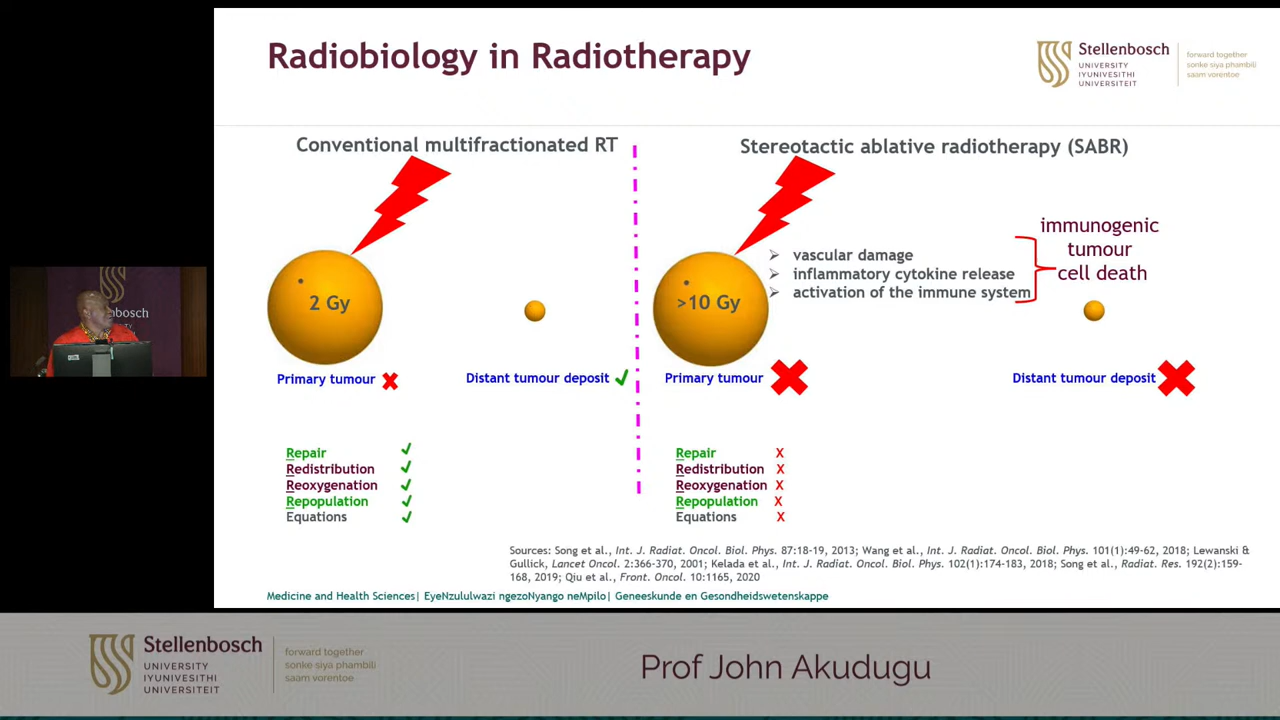 Radiobiology in Radiotherapy
Stellenbosch
UNIVERSITY
IYUNIVESITHI
UNIVERSITEIT
forward together
sonke siya phambili
saam vorentoe
Conventional multifractionated RT
2 Gy
Primary tumour
Distant tumour deposit
Repair
Redistribution
Reoxygenation
Repopulation
Equations
Stereotactic ablative radiotherapy (SABR)
>10 Gy
vascular damage
inflammatory cytokine release
activation of the immune system
immunogenic
tumour
cell death
Primary tumour
Distant tumour deposit
Repair X
Redistribution X
Reoxygenation X
Repopulation X
Equations X
Sources: Song et al., Int. J. Radiat. Oncol. Biol. Phys. 87:18-19, 2013; Wang et al., Int. J. Radiat. Oncol. Biol. Phys. 101(1):49-62, 2018; Lewanski &
Gullick, Lancet Oncol. 2:366-370, 2001; Kelada et al., Int. J. Radiat. Oncol. Biol. Phys. 102(1):174-183, 2018; Song et al., Radiat. Res. 192(2):159-
168, 2019; Qiu et al., Front. Oncol. 10:1165, 2020
Medicine and Health Sciences| EyeNzululwazi ngezoNyango neMpilo| Geneeskunde en Gesondheidswetenskappe
Stellenbosch
UNIVERSITY
IYUNIVESITHI
UNIVERSITEIT
forward together
sonke siya phambili
saam vorentoe
Prof John Akudugu